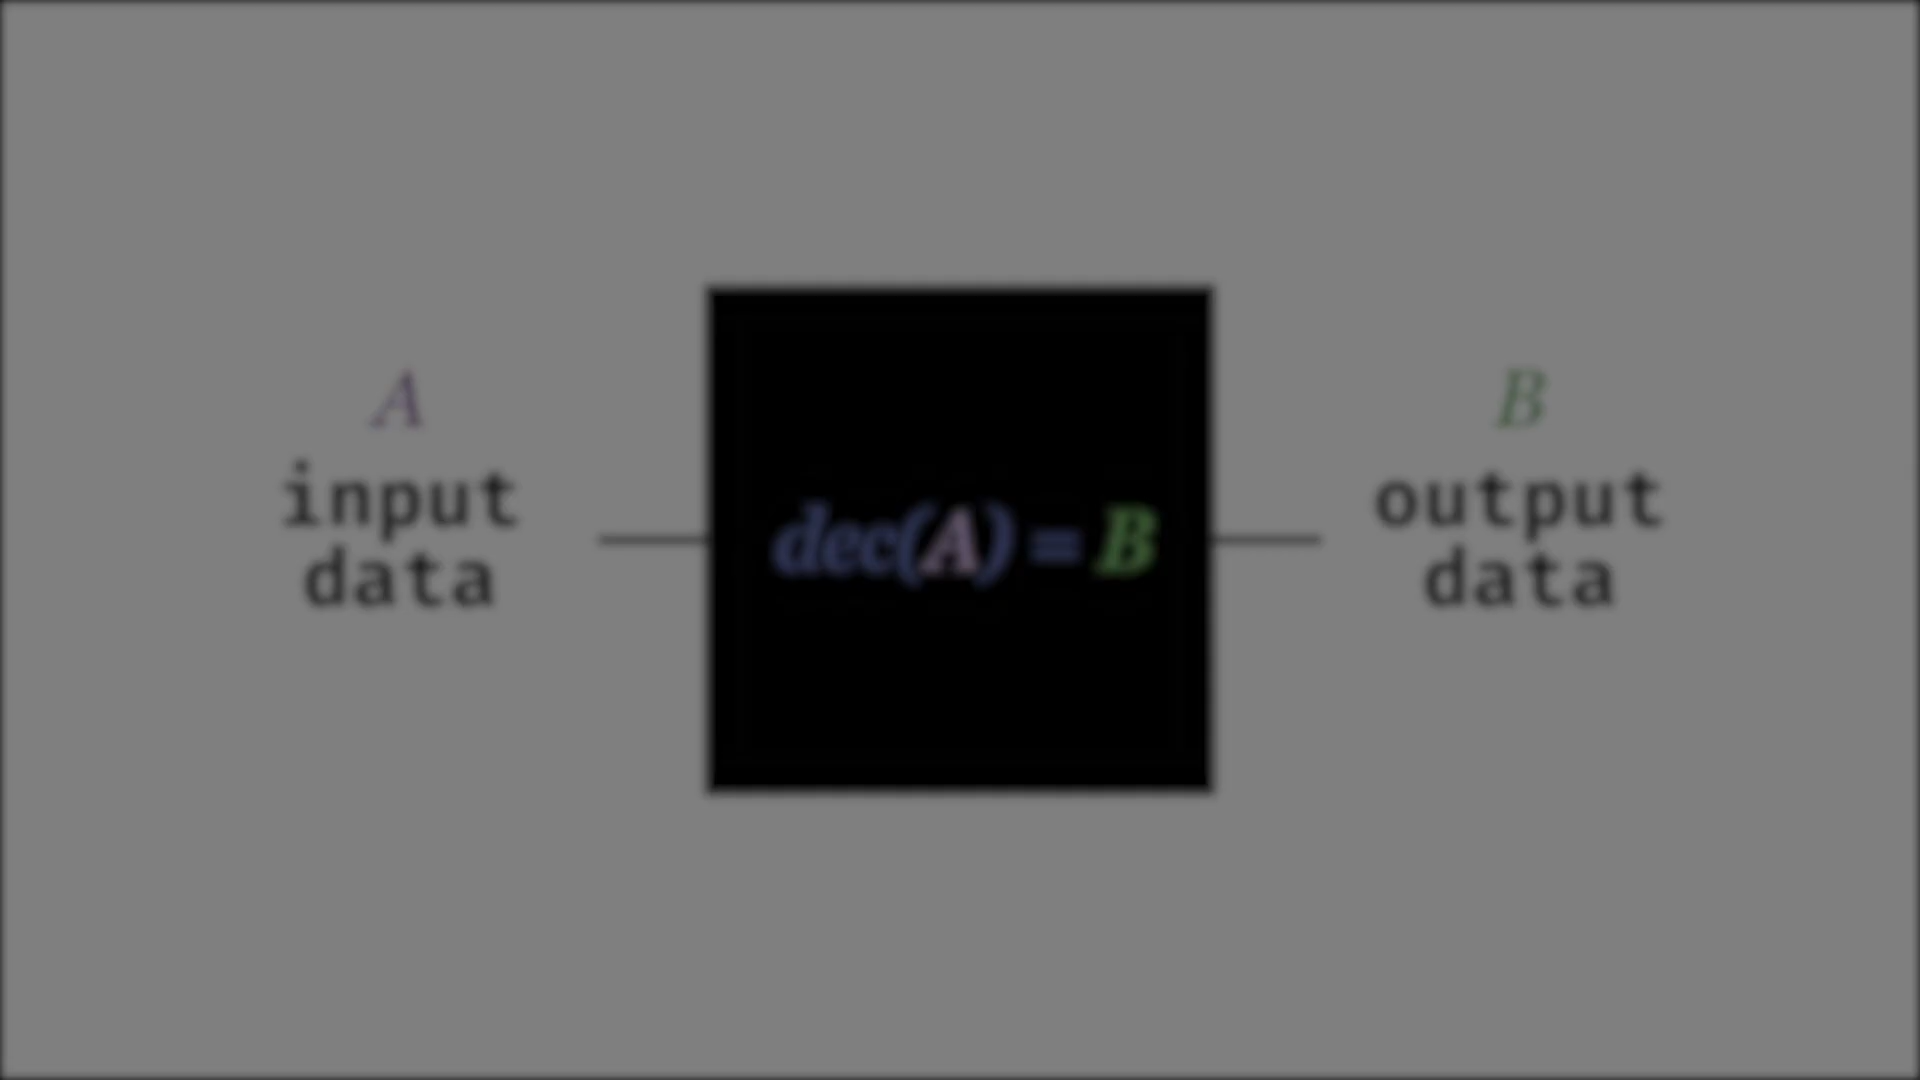 A
input
data
dec(A) = B
B
output
data